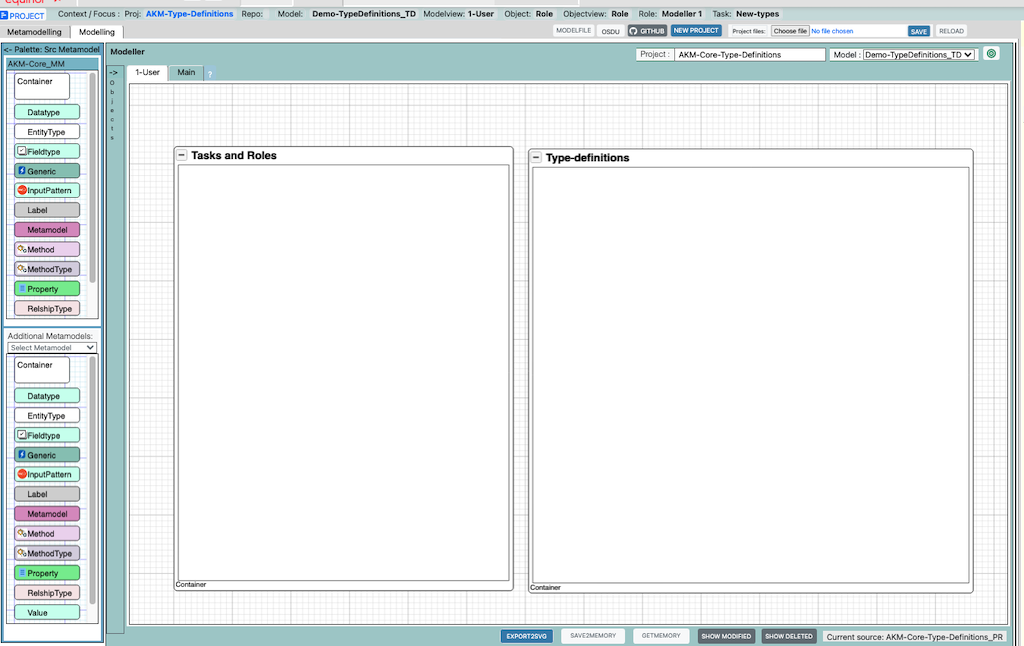 equinor
PROJECT
Context / Focus : Proj: AKM-Type-Definitions Repo: Model: Demo-TypeDefinitions_TD Modelview: 1-User Object: Role Objectview: Role Role: Modeller 1 Task: New-types
Metamodelling Modelling
MODELFILE OSDU GITHUB NEW PROJECT Project files: Choose file No file chosen SAVE RELOAD
<- Palette: Src Metamodel
Modeller
Project : AKM-Core-Type-Definitions Model : Demo-TypeDefinitions_TD
AKM-Core_MM
Container
Datatype
EntityType
Fieldtype
Generic
InputPattern
Label
Metamodel
Method
MethodType
Property
RelshipType
Additional Metamodels:
Select Metamodel
Container
Datatype
EntityType
Fieldtype
Generic
InputPattern
Label
Metamodel
Method
MethodType
Property
RelshipType
Value
->
O
b
j
e
c
t
s
1-User Main ?
Tasks and Roles
Container
Type-definitions
Container
EXPORT2SVG SAVE2MEMORY GETMEMORY SHOW MODIFIED SHOW DELETED Current source: AKM-Core-Type-Definitions_PR